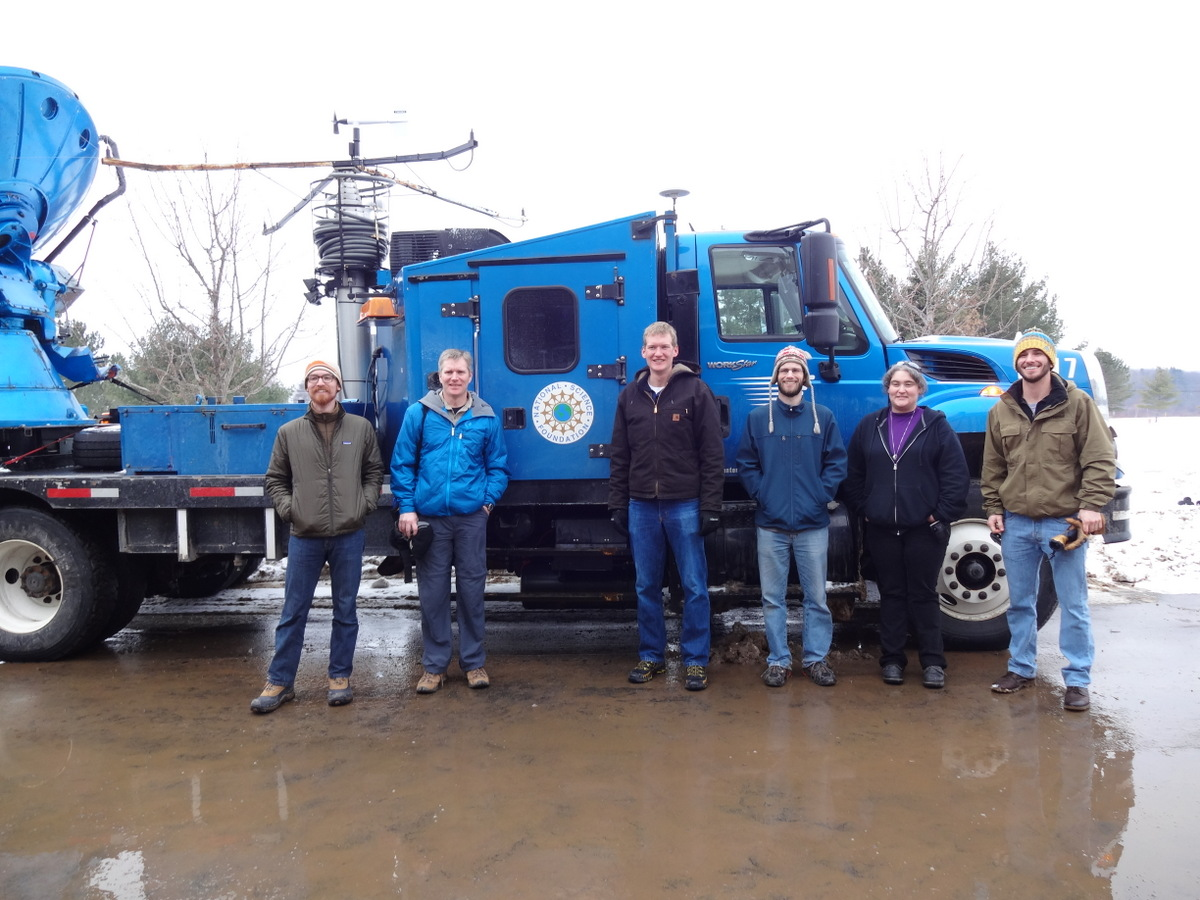 NATIONAL • SCIENCE
FOUNDATION
WORKSTAR
7